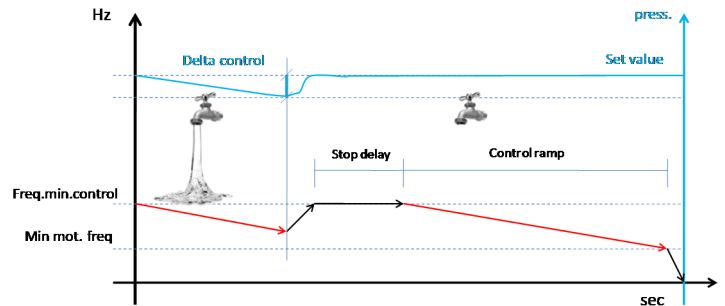 Hz
press.
Delta control
Set value
Stop delay
Control ramp
Freq.min.control
Min mot. freq
sec